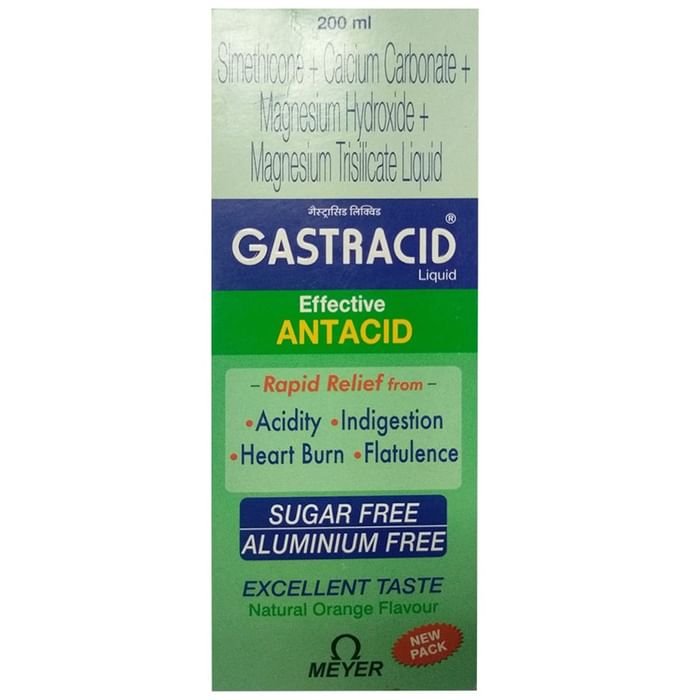 200 ml
Simethicone + Calcium Carbonate +
Magnesium Hydroxide +
Magnesium Trisilicate Liquid
गैस्ट्रासिड लिक्विड
GASTRACID®
Liquid
Effective
ANTACID
– Rapid Relief from –
• Acidity • Indigestion
• Heart Burn • Flatulence
SUGAR FREE
ALUMINIUM FREE
EXCELLENT TASTE
Natural Orange Flavour
NEW
PACK
MEYER